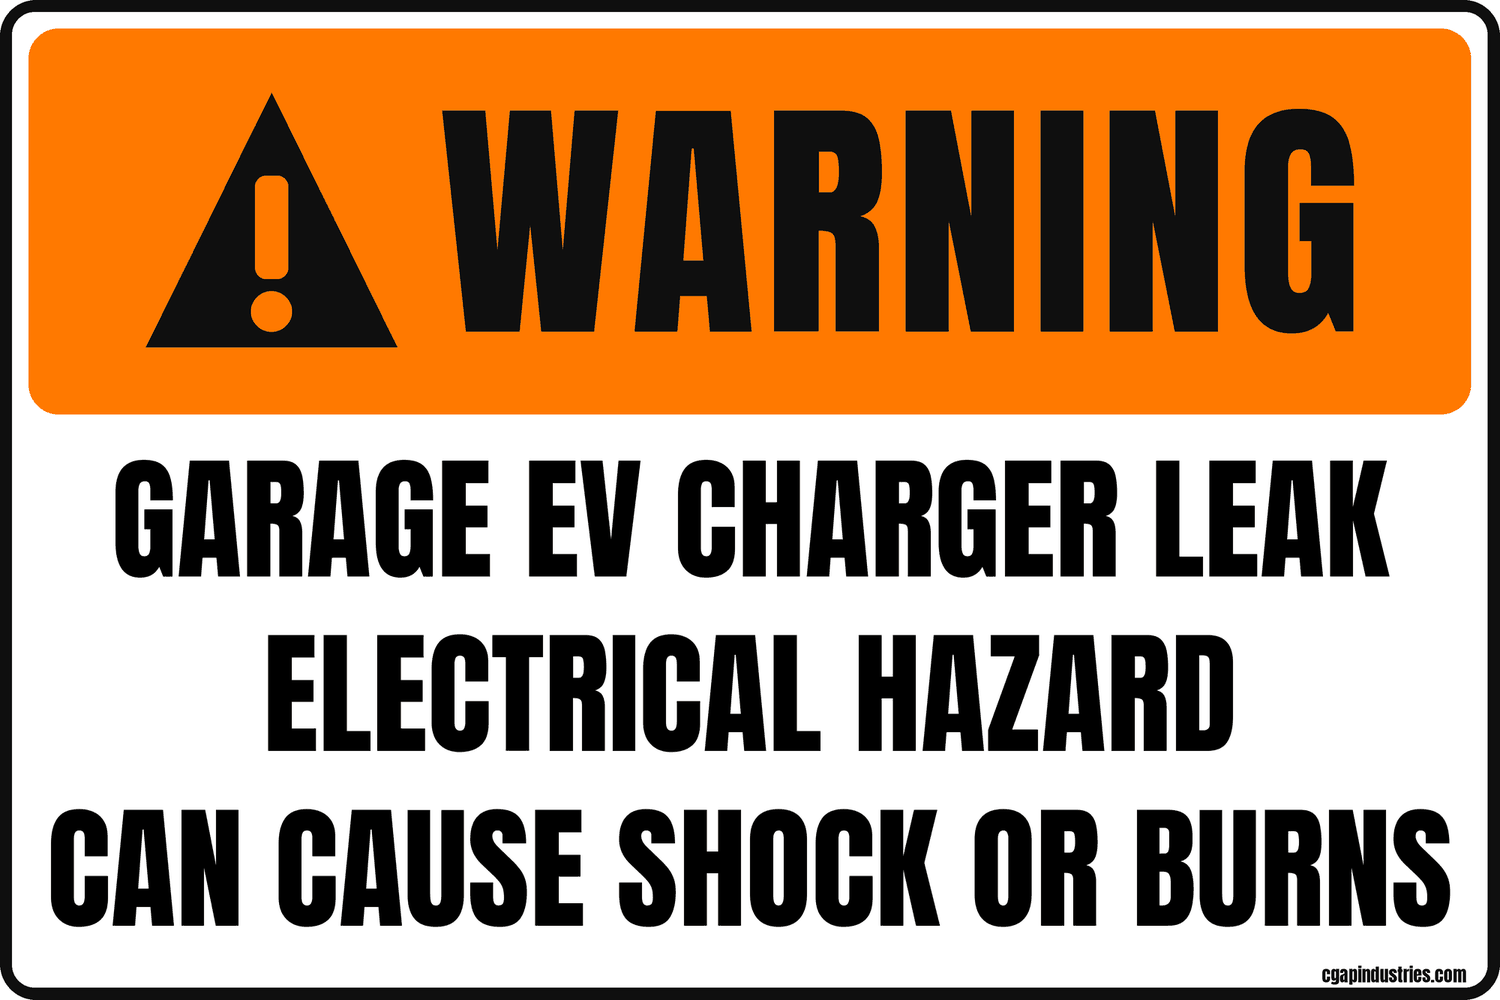 WARNING
GARAGE EV CHARGER LEAK
ELECTRICAL HAZARD
CAN CAUSE SHOCK OR BURNS
cgapindustries.com